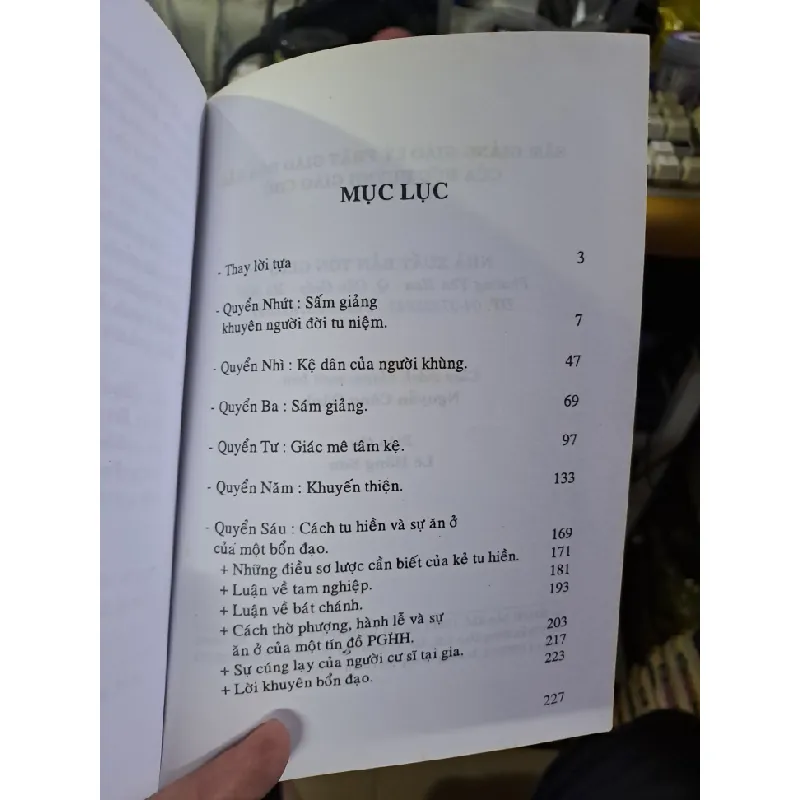 MỤC LỤC
- Thay lời tựa 3
- Quyển Nhứt : Sấm giảng
khuyên người đời tu niệm. 7
- Quyển Nhì : Kệ dân của người khùng. 47
- Quyển Ba : Sám giảng. 69
- Quyển Tư : Giác mê tâm kệ. 97
- Quyển Năm : Khuyến thiện. 133
- Quyển Sáu : Cách tu hiền và sự ăn ở 169
của một bổn đạo. 171
+ Những điều sơ lược cần biết của kẻ tu hiền. 181
+ Luận về tam nghiệp. 193
+ Luận về bát chánh.
+ Cách thờ phượng, hành lễ và sự 203
ăn ở của một tín đồ PGHH. 217
+ Sự cúng lạy của người cư sĩ tại gia. 223
+ Lời khuyên bổn đạo.
227